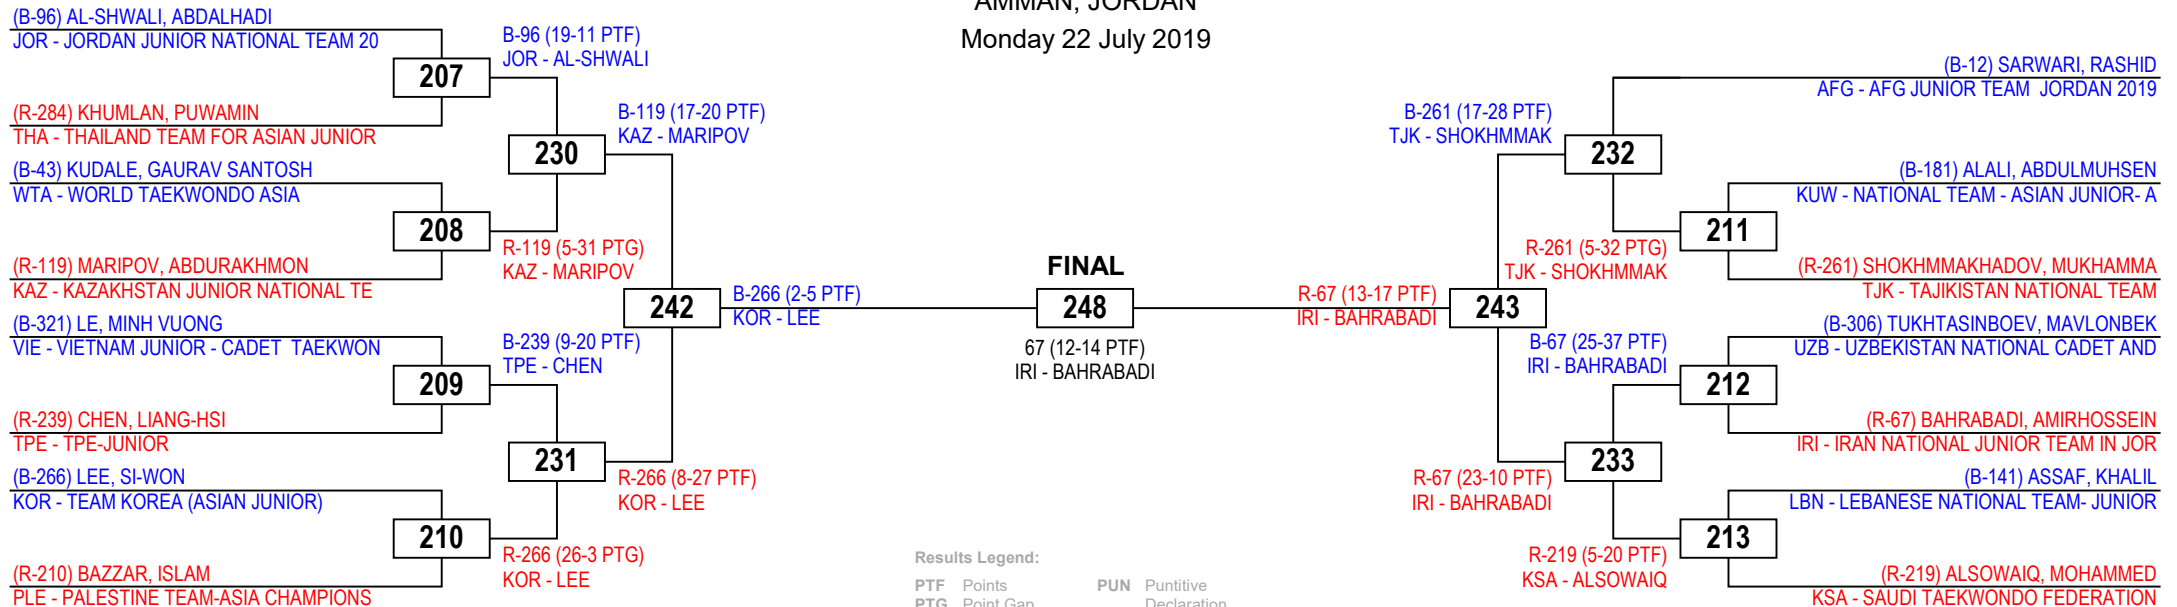 AMMAN, JORDAN
Monday 22 July 2019
(B-96) AL-SHWALI, ABDALHADI
JOR - JORDAN JUNIOR NATIONAL TEAM 20
207
(R-284) KHUMLAN, PUWAMIN
THA - THAILAND TEAM FOR ASIAN JUNIOR
(B-43) KUDALE, GAURAV SANTOSH
WTA - WORLD TAEKWONDO ASIA
208
(R-119) MARIPOV, ABDURAKHMON
KAZ - KAZAKHSTAN JUNIOR NATIONAL TE
(B-321) LE, MINH VUONG
VIE - VIETNAM JUNIOR - CADET  TAEKWON
209
(R-239) CHEN, LIANG-HSI
TPE - TPE-JUNIOR
(B-266) LEE, SI-WON
KOR - TEAM KOREA (ASIAN JUNIOR)
210
(R-210) BAZZAR, ISLAM
PLE - PALESTINE TEAM-ASIA CHAMPIONS
B-96 (19-11 PTF)
JOR - AL-SHWALI
230
R-119 (5-31 PTG)
KAZ - MARIPOV
B-239 (9-20 PTF)
TPE - CHEN
231
R-266 (26-3 PTG)
KOR - LEE
B-119 (17-20 PTF)
KAZ - MARIPOV
242
R-266 (8-27 PTF)
KOR - LEE
B-266 (2-5 PTF)
KOR - LEE
FINAL
248
67 (12-14 PTF)
IRI - BAHRABADI
R-67 (13-17 PTF)
IRI - BAHRABADI
243
B-261 (17-28 PTF)
TJK - SHOKHMMAK
232
R-261 (5-32 PTG)
TJK - SHOKHMMAK
B-67 (25-37 PTF)
IRI - BAHRABADI
233
R-67 (23-10 PTF)
IRI - BAHRABADI
R-219 (5-20 PTF)
KSA - ALSOWAIQ
(B-12) SARWARI, RASHID
AFG - AFG JUNIOR TEAM  JORDAN 2019
(B-181) ALALI, ABDULMUHSEN
KUW - NATIONAL TEAM - ASIAN JUNIOR- A
211
(R-261) SHOKHMMAKHADOV, MUKHAMMA
TJK - TAJIKISTAN NATIONAL TEAM
(B-306) TUKHTASINBOEV, MAVLONBEK
UZB - UZBEKISTAN NATIONAL CADET AND
212
(R-67) BAHRABADI, AMIRHOSSEIN
IRI - IRAN NATIONAL JUNIOR TEAM IN JOR
(B-141) ASSAF, KHALIL
LBN - LEBANESE NATIONAL TEAM- JUNIOR
213
(R-219) ALSOWAIQ, MOHAMMED
KSA - SAUDI TAEKWONDO FEDERATION
Results Legend:
PTF Points PUN Puntitive
PTG Point Gap Declaration